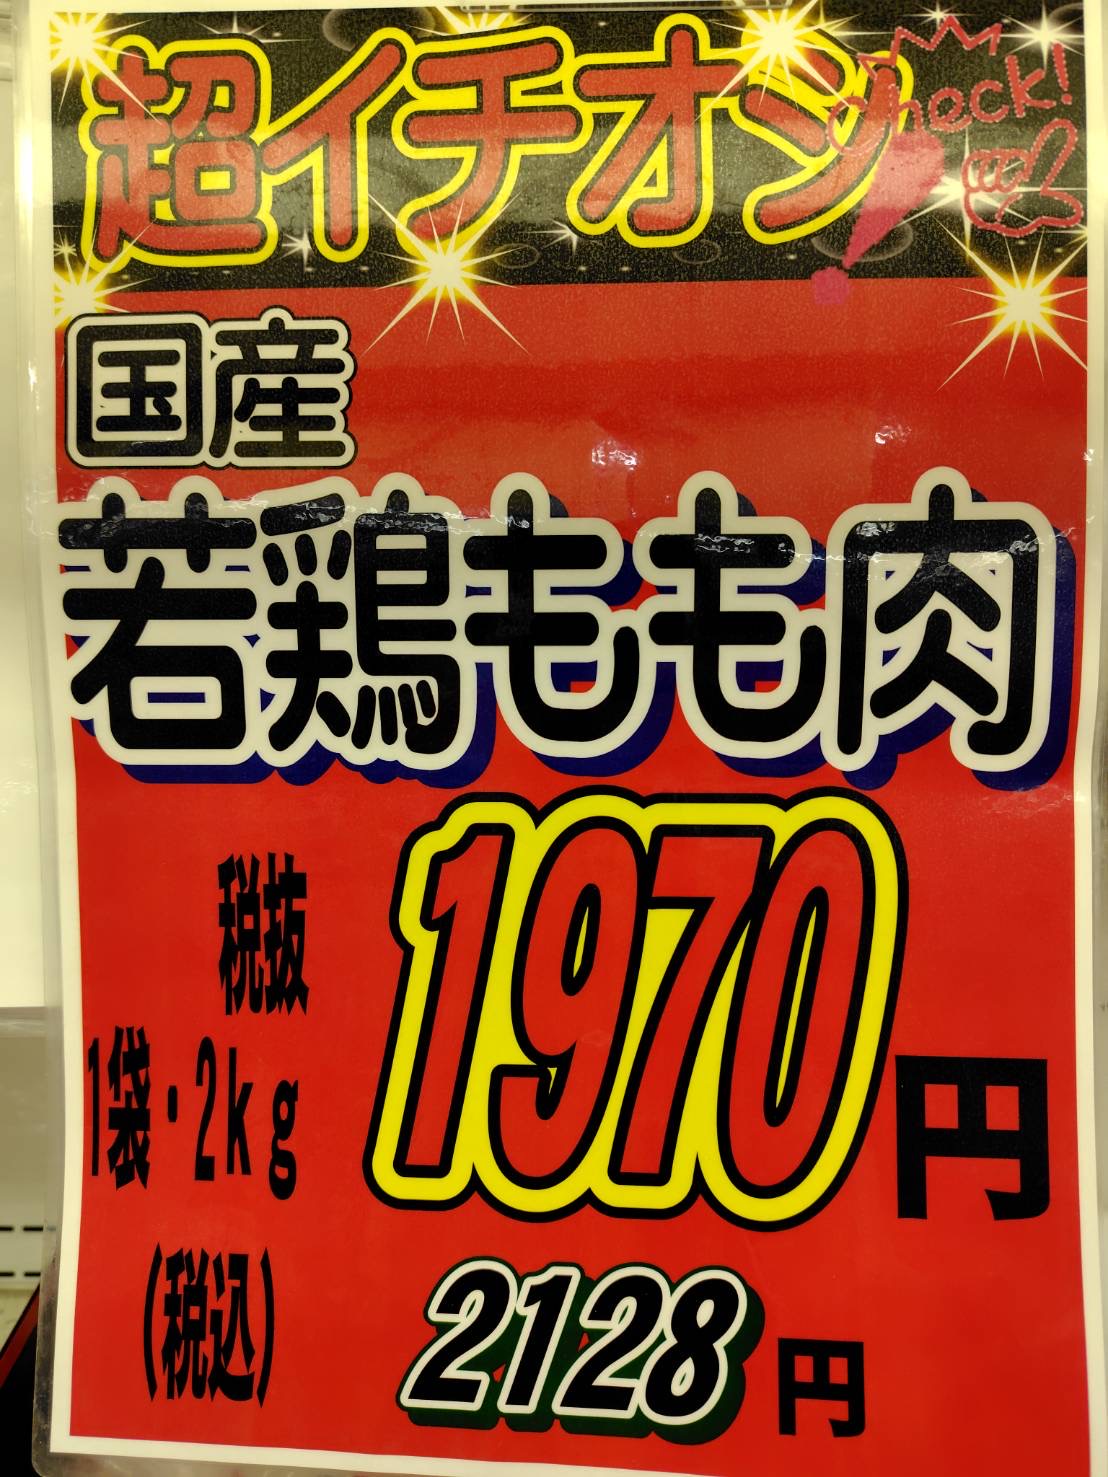 超イチオシ
check!
国産
若鶏もも肉
税抜
1袋・2kg
1970円
(税込)
2128円